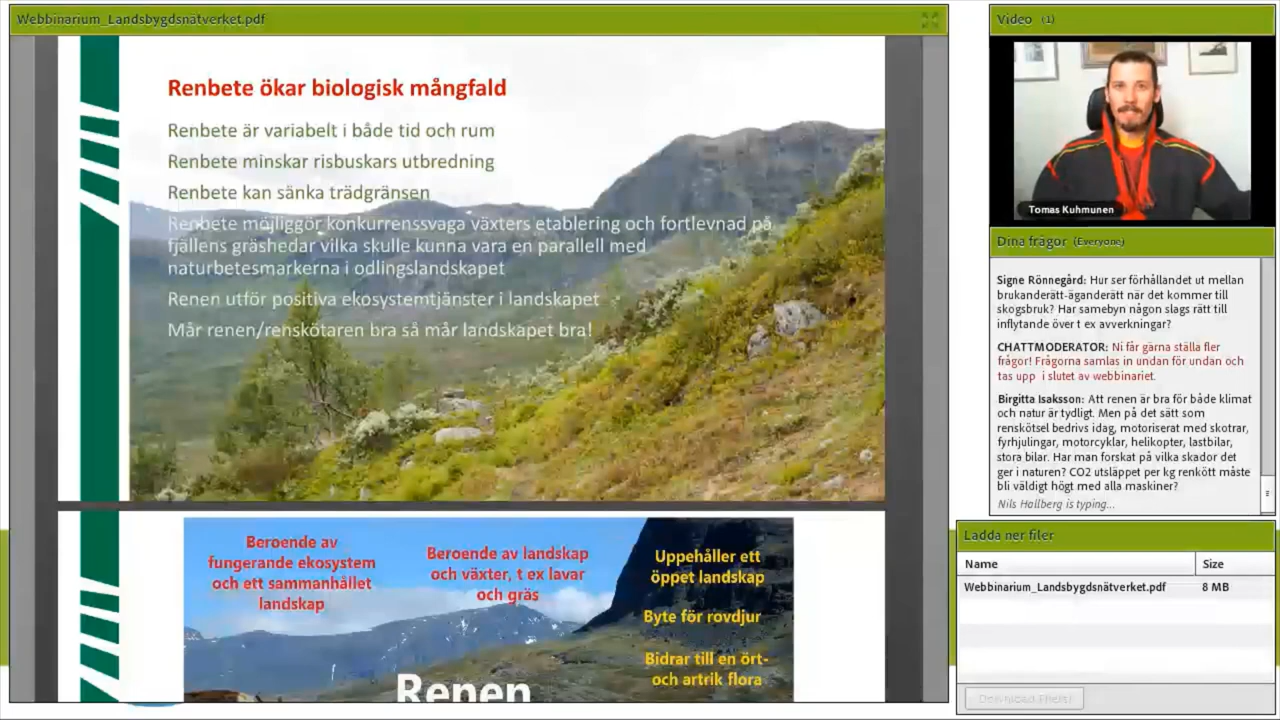 Webbinarium_Landsbygdsnätverket.pdf
Renbete ökar biologisk mångfald
Renbete är variabelt i både tid och rum
Renbete minskar risbuskars utbredning
Renbete kan sänka trädgränsen
Renbete möjliggör konkurrenssvaga växters etablering och fortlevnad på
fjällens gräshedar vilka skulle kunna vara en parallell med
naturbetesmarkerna i odlingslandskapet
Renen utför positiva ekosystemtjänster i landskapet
Mår renen/renskötaren bra så mår landskapet bra!
Beroende av
fungerande ekosystem
och ett sammanhållet
landskap
Beroende av landskap
och växter, t ex lavar
och gräs
Uppehåller ett
öppet landskap
Byte för rovdjur
Bidrar till en ört-
och artrik flora
Renen
Video (1)
Tomas Kuhmunen
Dina frågor (Everyone)
Signe Rönnegård: Hur ser förhållandet ut mellan
brukanderätt-äganderätt när det kommer till
skogsbruk? Har samebyn någon slags rätt till
inflytande över t ex avverkningar?
CHATTMODERATOR: Ni får gärna ställa fler
frågor! Frågorna samlas in undan för undan och
tas upp i slutet av webbinariet.
Birgitta Isaksson: Att renen är bra för både klimat
och natur är tydligt. Men på det sätt som
renskötsel bedrivs idag, motoriserat med skotrar,
fyrhjulingar, motorcyklar, helikopter, lastbilar,
stora bilar. Har man forskat på vilka skador det
ger i naturen? CO2 utsläppet per kg renkött måste
bli väldigt högt med alla maskiner?
Nils Hallberg is typing...
Ladda ner filer
Name Size
Webbinarium_Landsbygdsnätverket.pdf 8 MB
Download File(s)